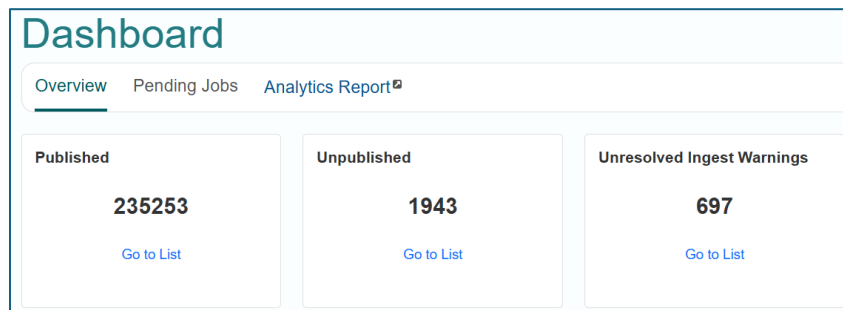 Dashboard
Overview Pending Jobs Analytics Report
Published Unpublished Unresolved Ingest Warnings
235253 1943 697
Go to List Go to List Go to List